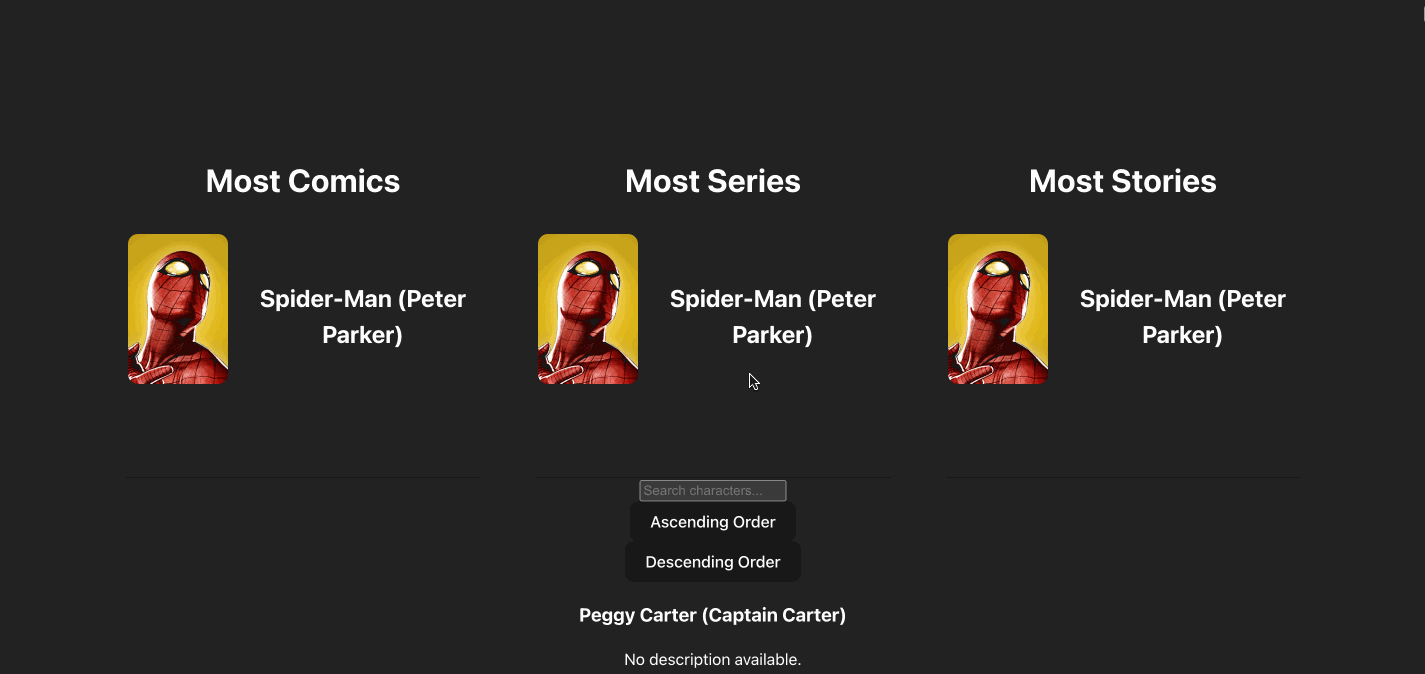 Most Comics
Most Series
Most Stories
Spider-Man (Peter
Parker)
Spider-Man (Peter
Parker)
Spider-Man (Peter
Parker)
Search characters...
Ascending Order
Descending Order
Peggy Carter (Captain Carter)
No description available.